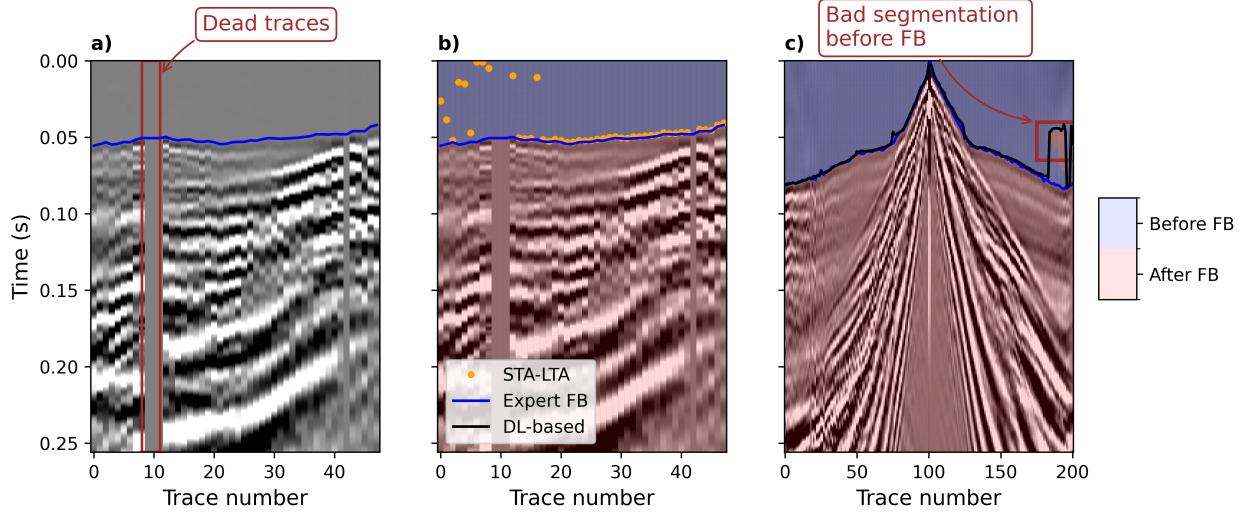 Dead traces
Bad segmentation
before FB
a)
b)
c)
0.00
0.05
0.10
0.15
0.20
0.25
Time (s)
0 10 20 30 40
Trace number
STA-LTA
Expert FB
DL-based
0 10 20 30 40
Trace number
0 50 100 150 200
Trace number
Before FB
After FB